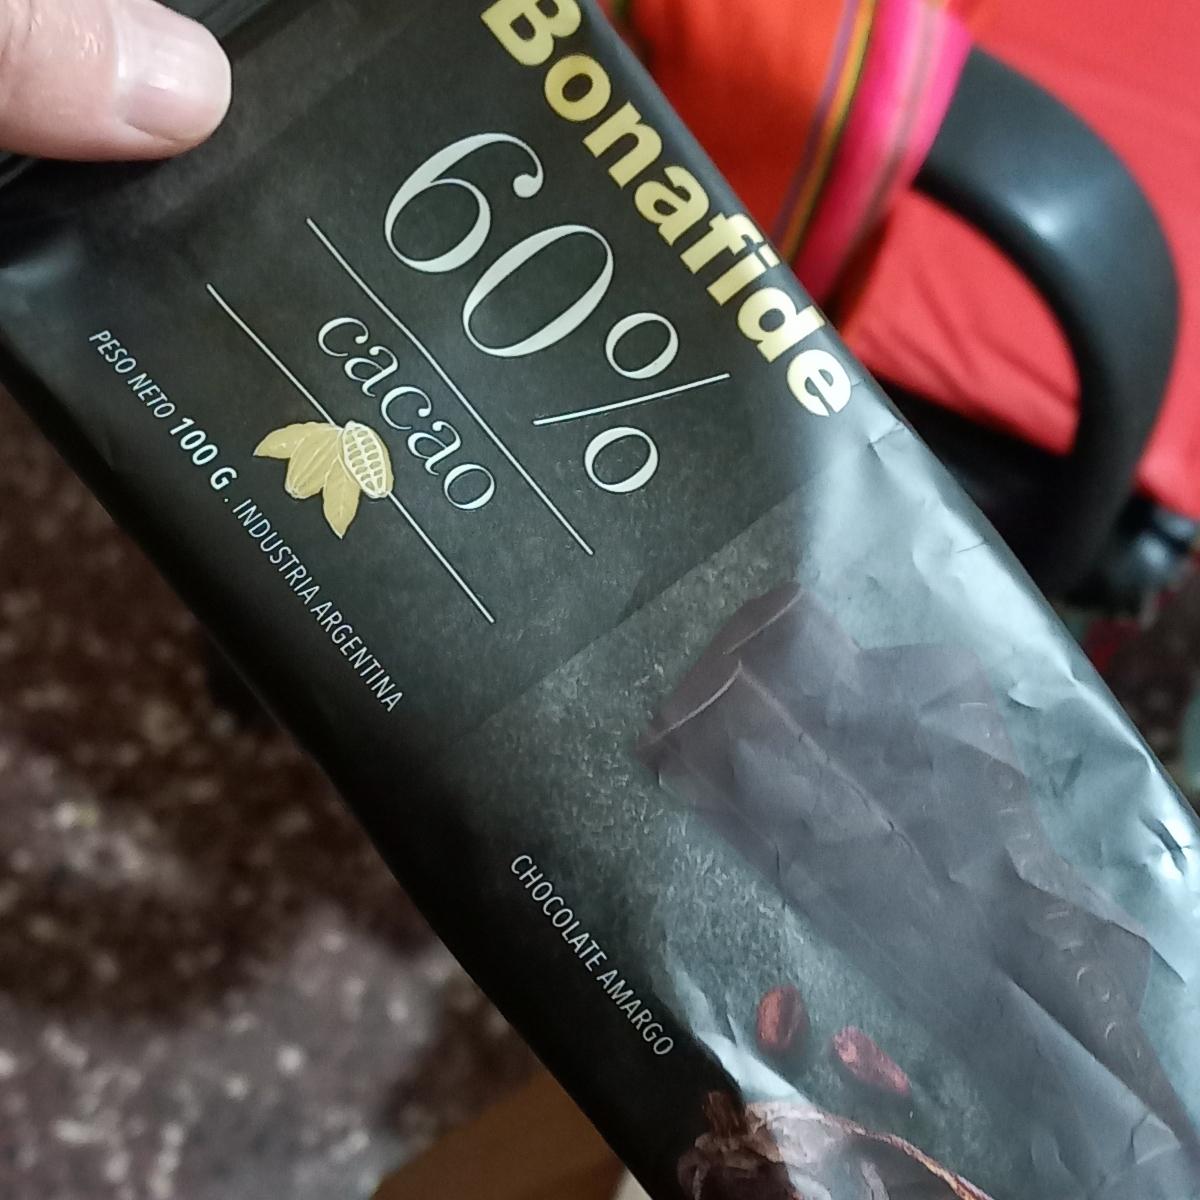 Bonafide
60%
cacao
PESO NETO 100 G . INDUSTRIA ARGENTINA
CHOCOLATE AMARGO